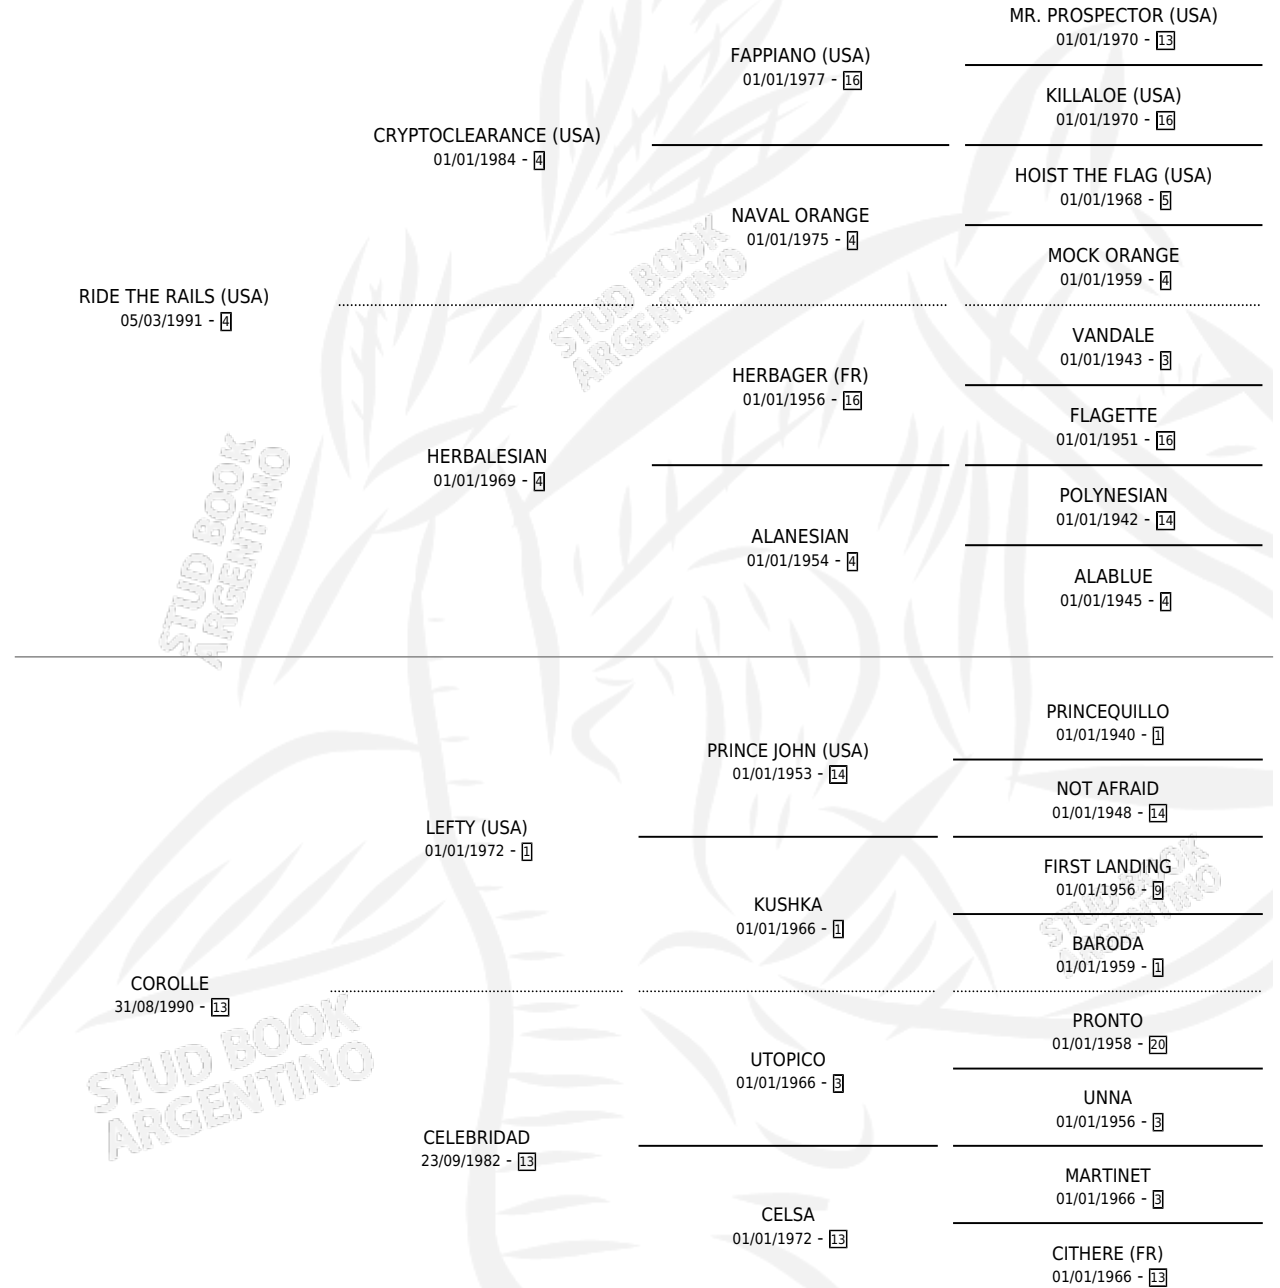 MR. PROSPECTOR (USA)
01/01/1970 - 13
FAPPIANO (USA)
01/01/1977 - 16
KILLALOE (USA)
01/01/1970 - 16
CRYPTOCLEARANCE (USA)
01/01/1984 - 4
HOIST THE FLAG (USA)
01/01/1968 - 5
NAVAL ORANGE
01/01/1975 - 4
MOCK ORANGE
01/01/1959 - 4
RIDE THE RAILS (USA)
05/03/1991 - 4
STUD BOOK
ARGENTINO
VANDALE
01/01/1943 - 3
HERBAGER (FR)
01/01/1956 - 16
FLAGETTE
01/01/1951 - 16
HERBALESIAN
01/01/1969 - 4
POLYNESIAN
01/01/1942 - 14
ALANESIAN
01/01/1954 - 4
ALABLUE
01/01/1945 - 4
STUD BOOK
ARGENTINO
PRINCEQUILLO
01/01/1940 - 1
PRINCE JOHN (USA)
01/01/1953 - 14
NOT AFRAID
01/01/1948 - 14
LEFTY (USA)
01/01/1972 - 1
FIRST LANDING
01/01/1956 - 9
KUSHKA
01/01/1966 - 1
STUD BOOK
ARGENTINO
BARODA
01/01/1959 - 1
COROLLE
31/08/1990 - 13
PRONTO
01/01/1958 - 20
UTOPICO
01/01/1966 - 3
UNNA
01/01/1956 - 3
STUD BOOK
ARGENTINO
CELEBRIDAD
23/09/1982 - 13
MARTINET
01/01/1966 - 3
CELSA
01/01/1972 - 13
CITHERE (FR)
01/01/1966 - 13